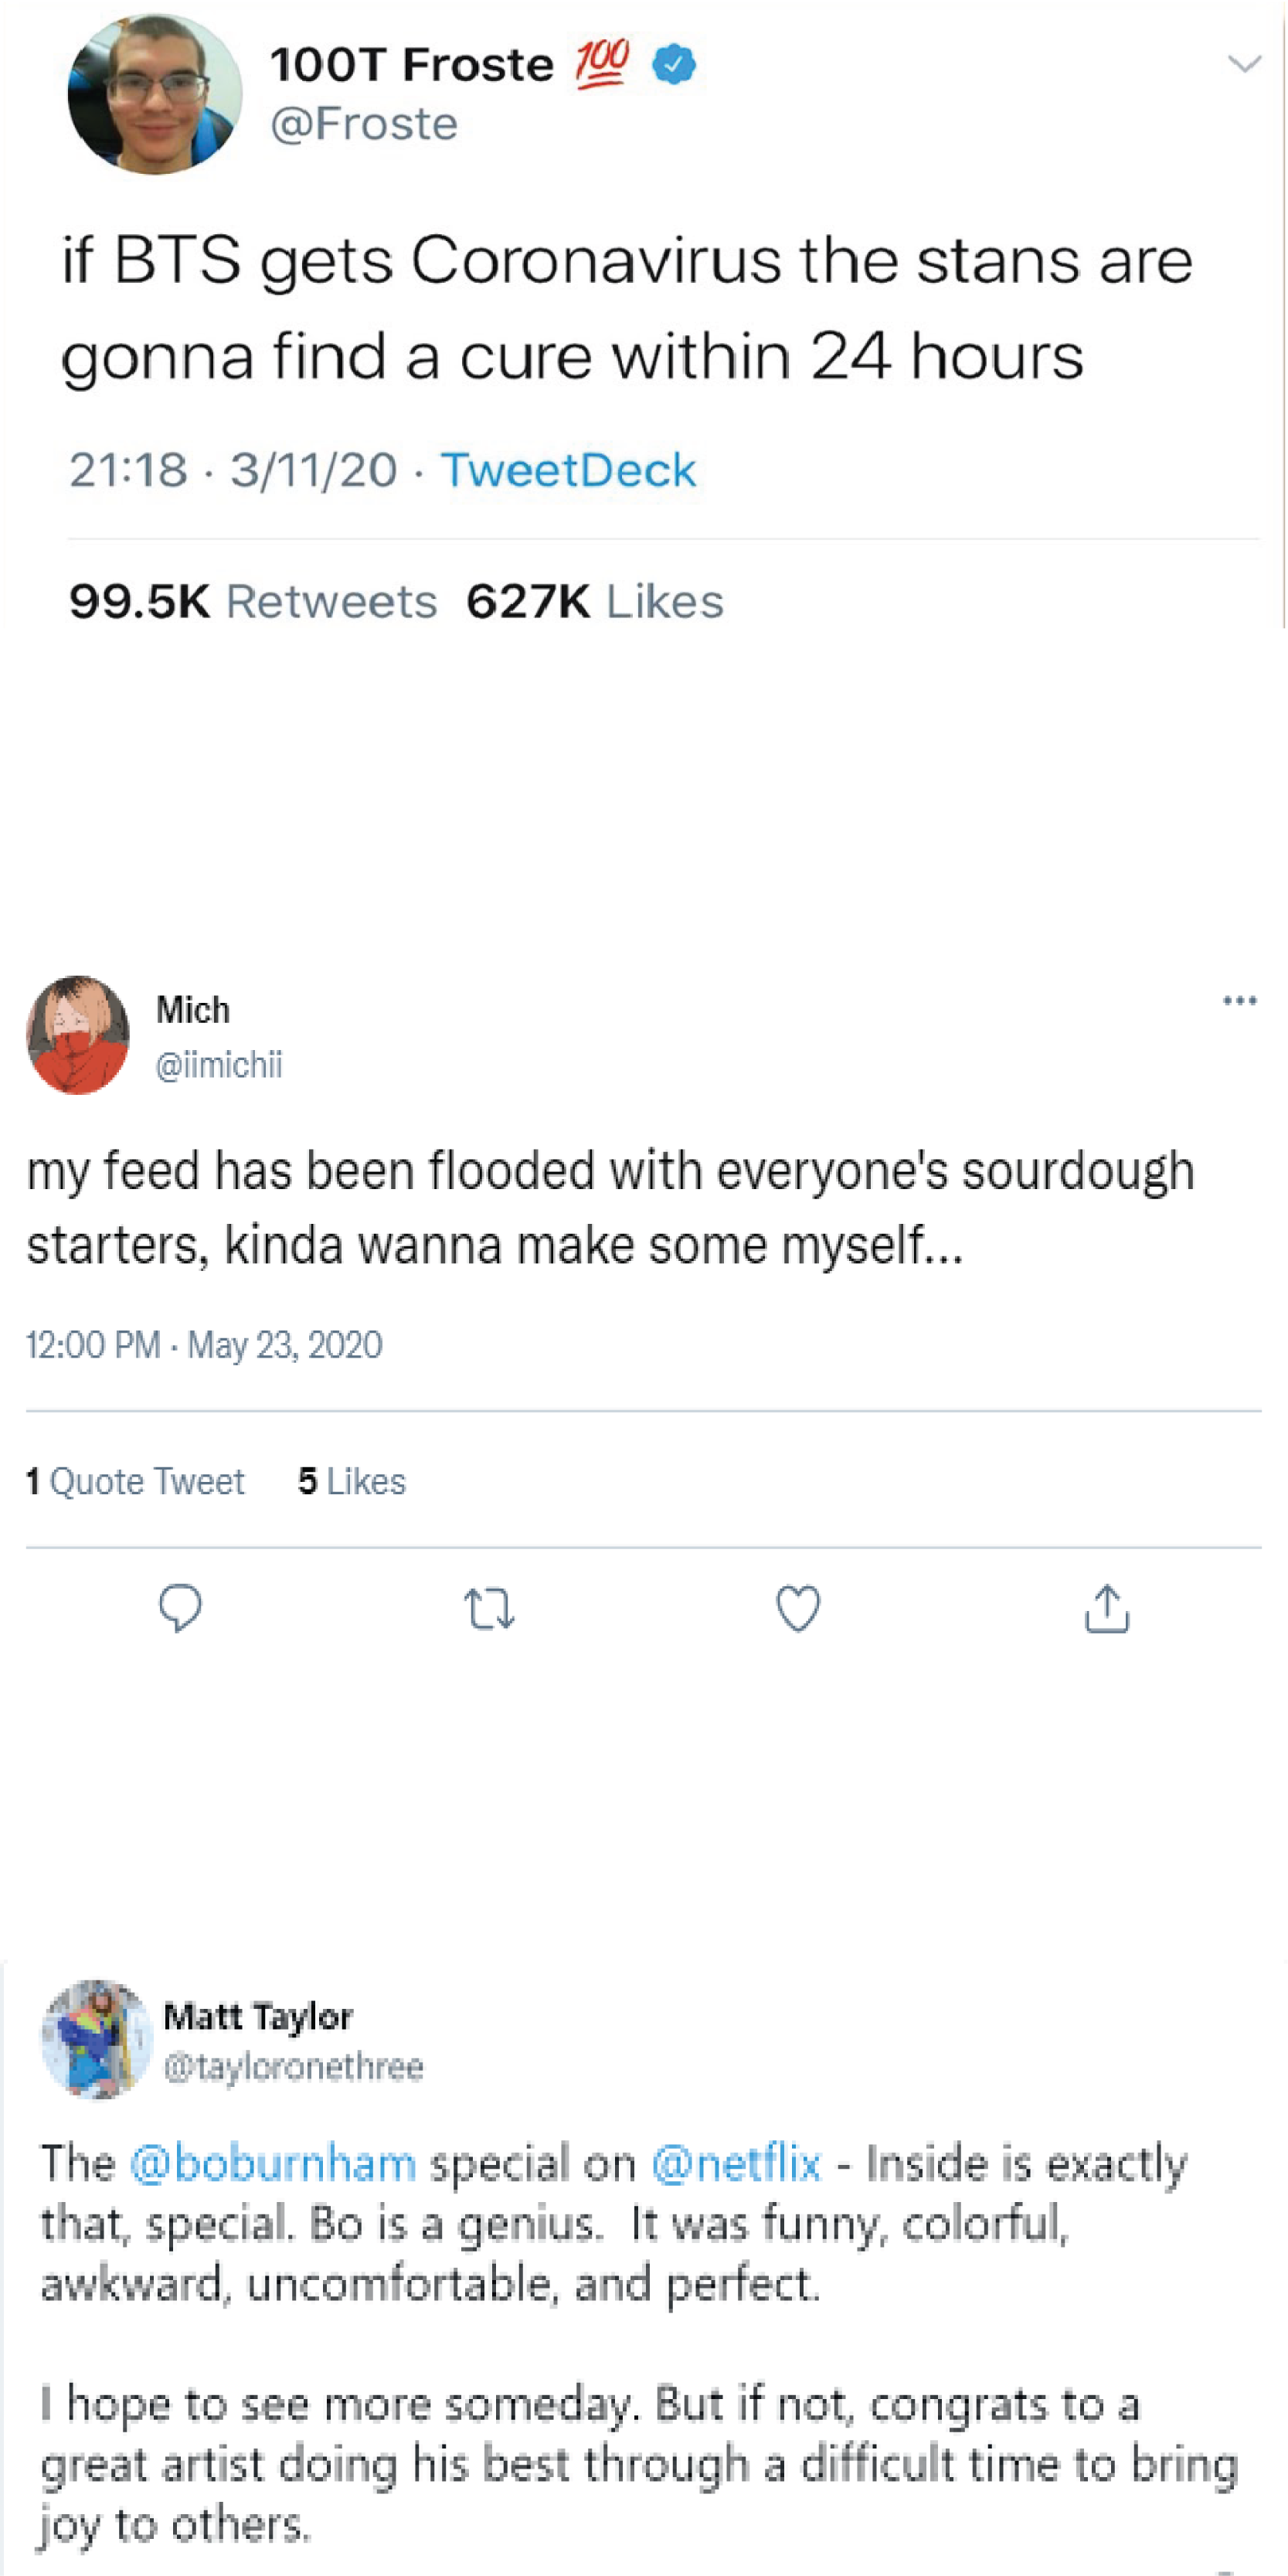 100T Froste 💯
@Froste
if BTS gets Coronavirus the stans are
gonna find a cure within 24 hours
21:18 · 3/11/20 · TweetDeck
99.5K Retweets 627K Likes
Mich
@iimichii
my feed has been flooded with everyone's sourdough
starters, kinda wanna make some myself...
12:00 PM · May 23, 2020
1 Quote Tweet 5 Likes
Matt Taylor
@tayloronethree
The @boburnham special on @netflix - Inside is exactly
that, special. Bo is a genius.  It was funny, colorful,
awkward, uncomfortable, and perfect.
I hope to see more someday. But if not, congrats to a
great artist doing his best through a difficult time to bring
joy to others.